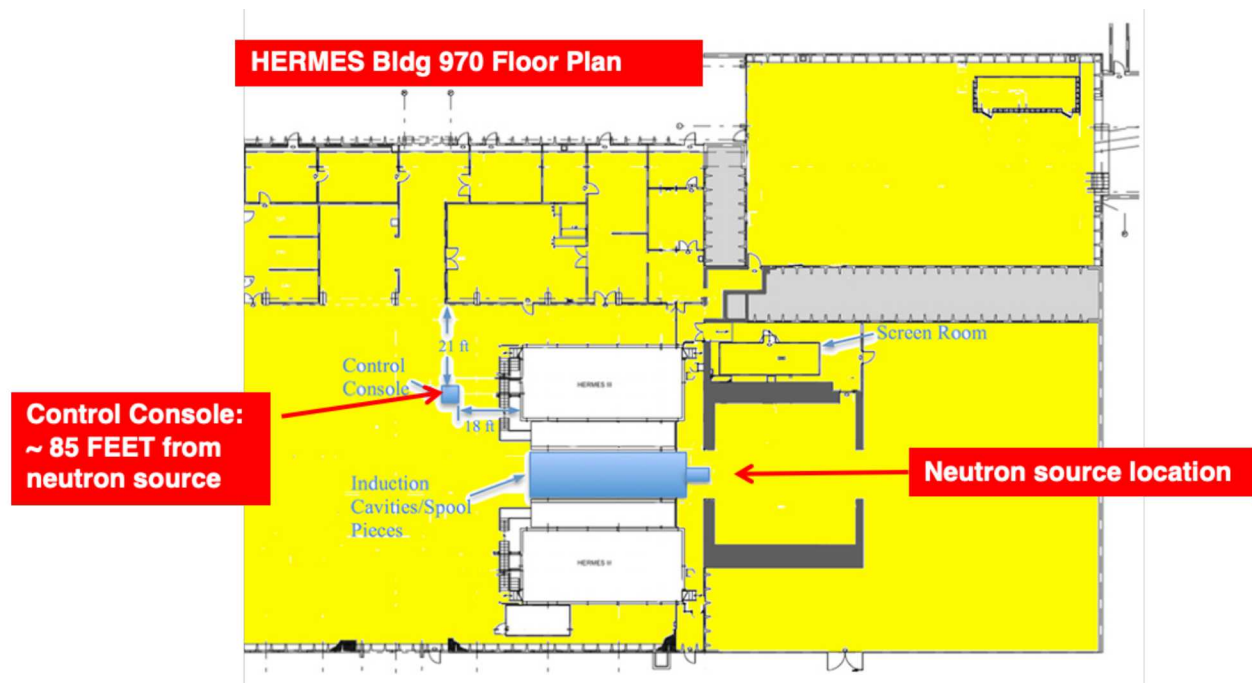 HERMES Bldg 970 Floor Plan
Screen Room
21 ft
Control
Console
HERMES III
Control Console:
~ 85 FEET from
neutron source
18 ft
Neutron source location
Induction
Cavities/Spool
Pieces
HERMES III